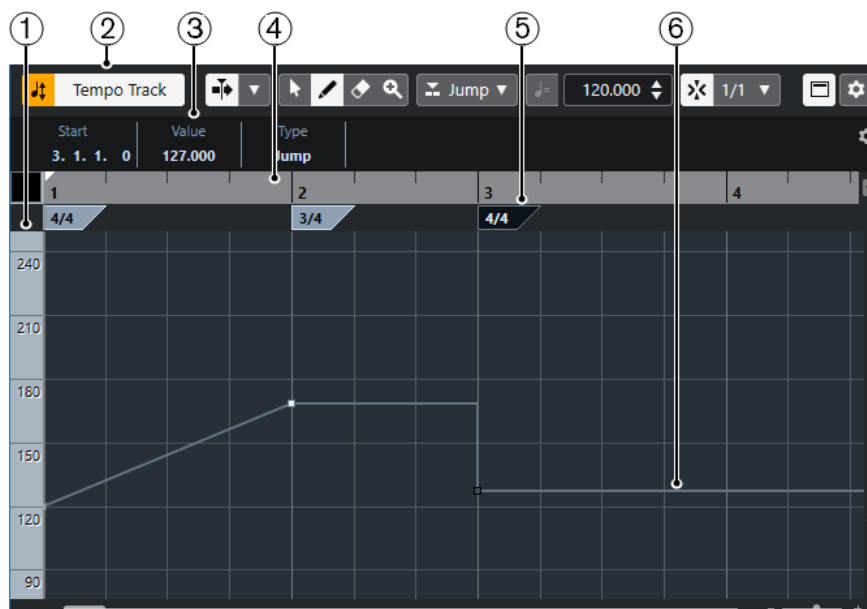 1 2 3 4 5 6
Tempo Track Jump 120.000 1/1
Start Value Type
3. 1. 1. 0 127.000 Jump
1 2 3 4
4/4 3/4 4/4
240
210
180
150
120
90